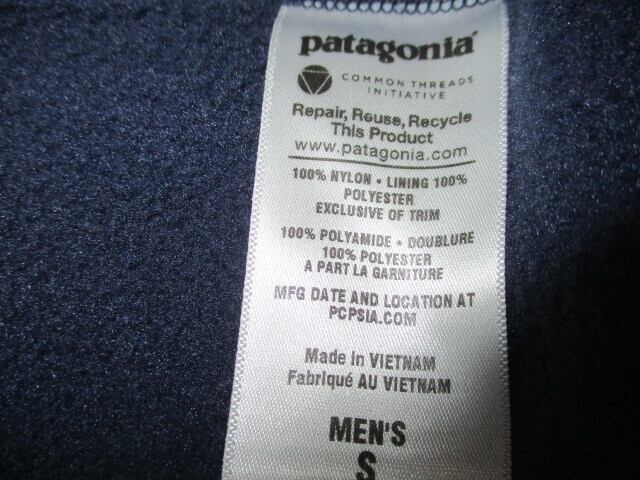 patagonia
COMMON THREADS
INITIATIVE
Repair, Reuse, Recycle
This Product
www.patagonia.com
100% NYLON • LINING 100%
POLYESTER
EXCLUSIVE OF TRIM
100% POLYAMIDE • DOUBLURE
100% POLYESTER
A PART LA GARNITURE
MFG DATE AND LOCATION AT
PCPSIA.COM
Made in VIETNAM
Fabriqué AU VIETNAM
MEN'S
S